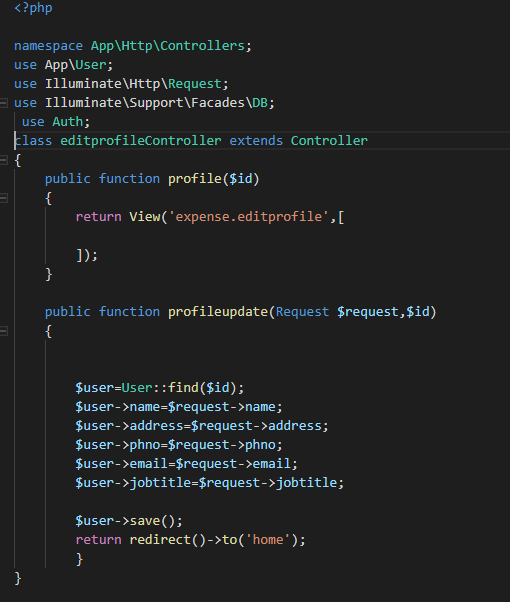 <?php
namespace App\Http\Controllers;
use App\User;
use Illuminate\Http\Request;
use Illuminate\Support\Facades\DB;
use Auth;
class editprofileController extends Controller
{
public function profile($id)
{
return View('expense.editprofile',[
]);
}
public function profileupdate(Request $request,$id)
{
$user=User::find($id);
$user->name=$request->name;
$user->address=$request->address;
$user->phno=$request->phno;
$user->email=$request->email;
$user->jobtitle=$request->jobtitle;
$user->save();
return redirect()->to('home');
}
}